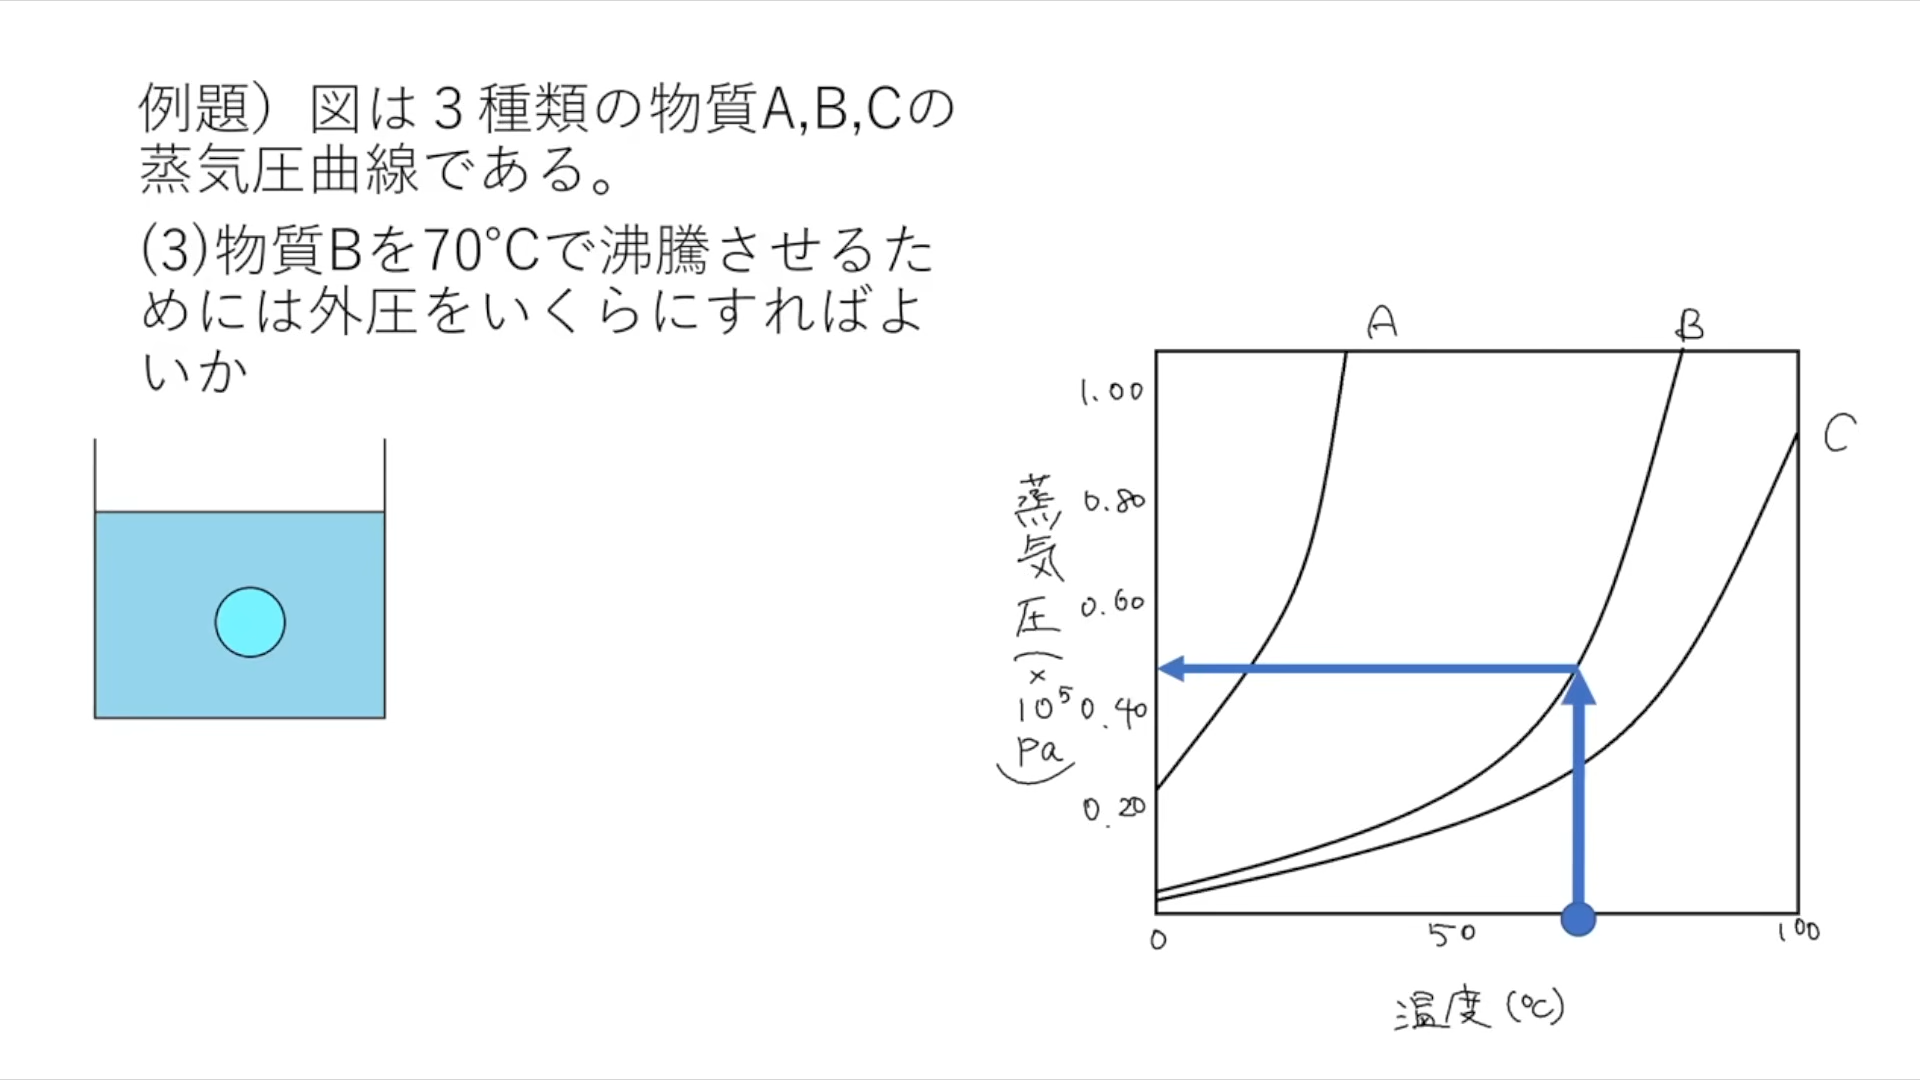 例題）図は３種類の物質A,B,Cの
蒸気圧曲線である。
(3)物質Bを70°Cで沸騰させるた
めには外圧をいくらにすればよ
いか
A
B
C
1.00
0.80
0.60
0.40
0.20
蒸気圧(×10⁵Pa)
0
50
100
温度(℃)